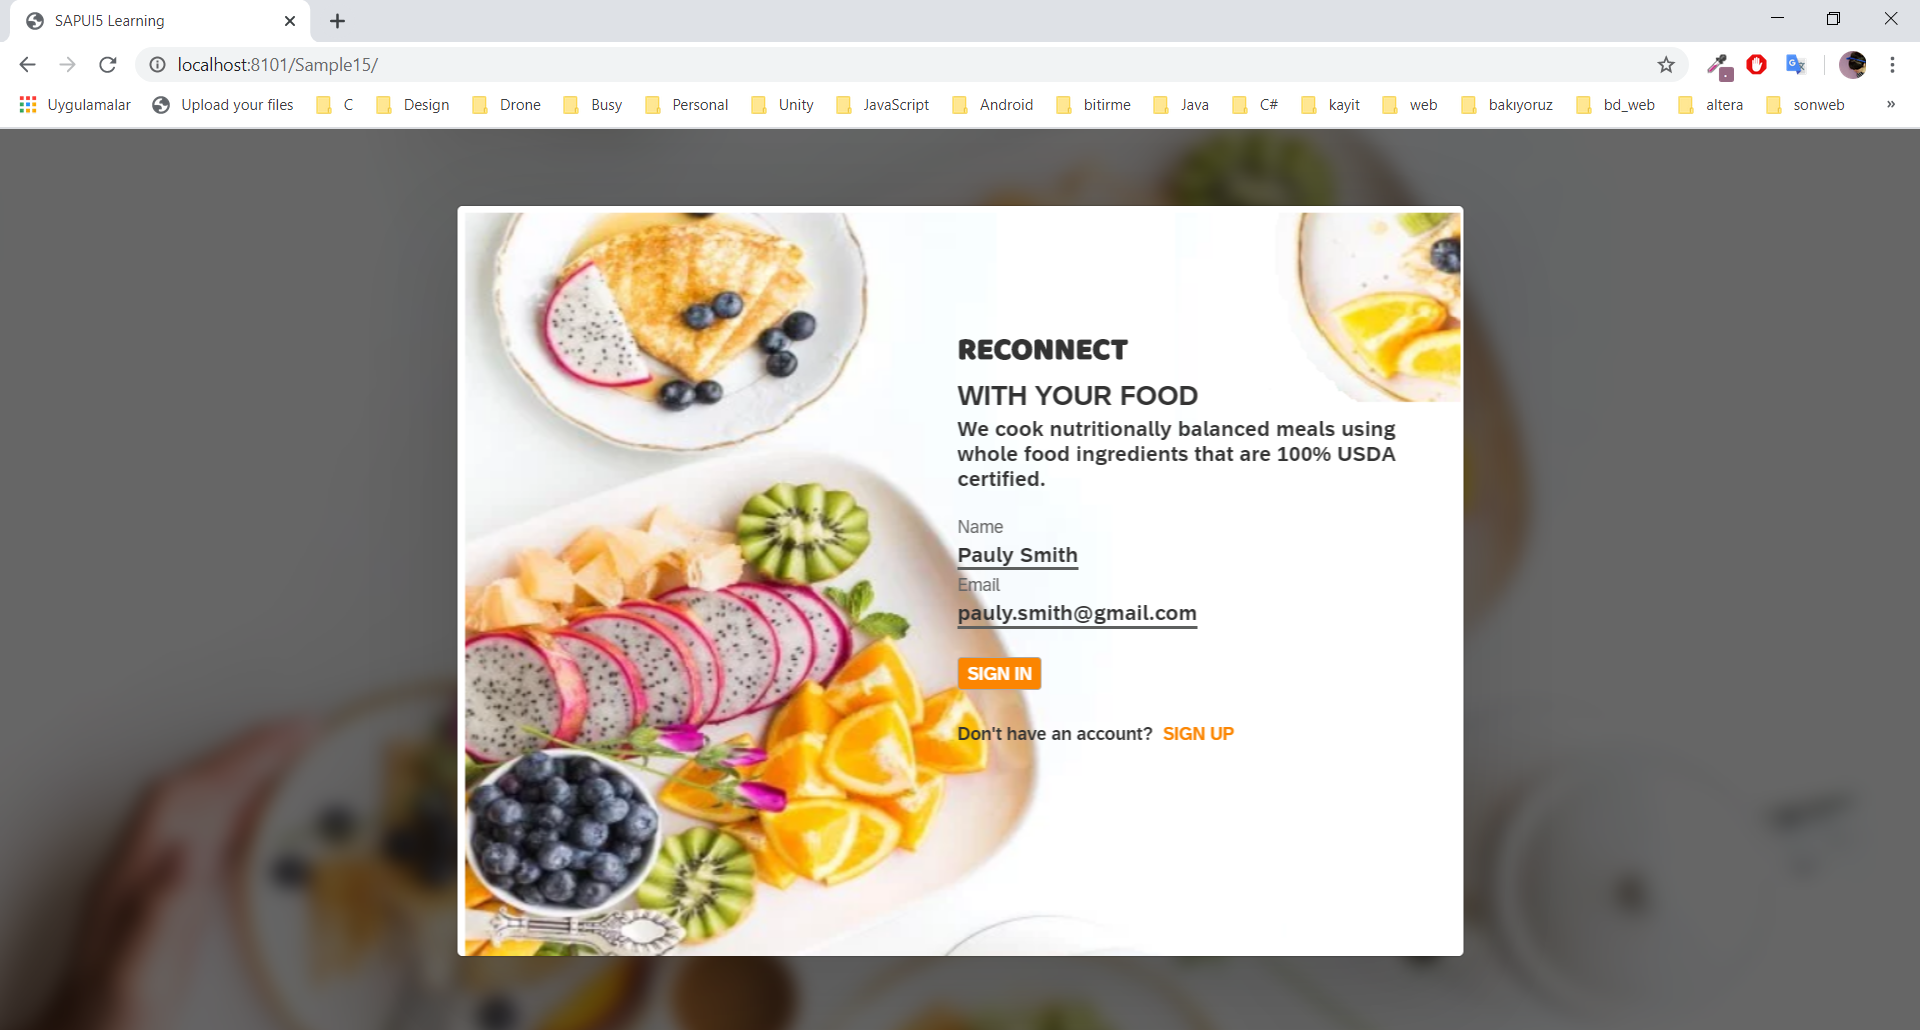 SAPUI5 Learning
localhost:8101/Sample15/
Uygulamalar Upload your files C Design Drone Busy Personal Unity JavaScript Android bitirme Java C# kayit web bakıyoruz bd_web altera sonweb »
RECONNECT
WITH YOUR FOOD
We cook nutritionally balanced meals using
whole food ingredients that are 100% USDA
certified.
Name
Pauly Smith
Email
pauly.smith@gmail.com
SIGN IN
Don't have an account? SIGN UP